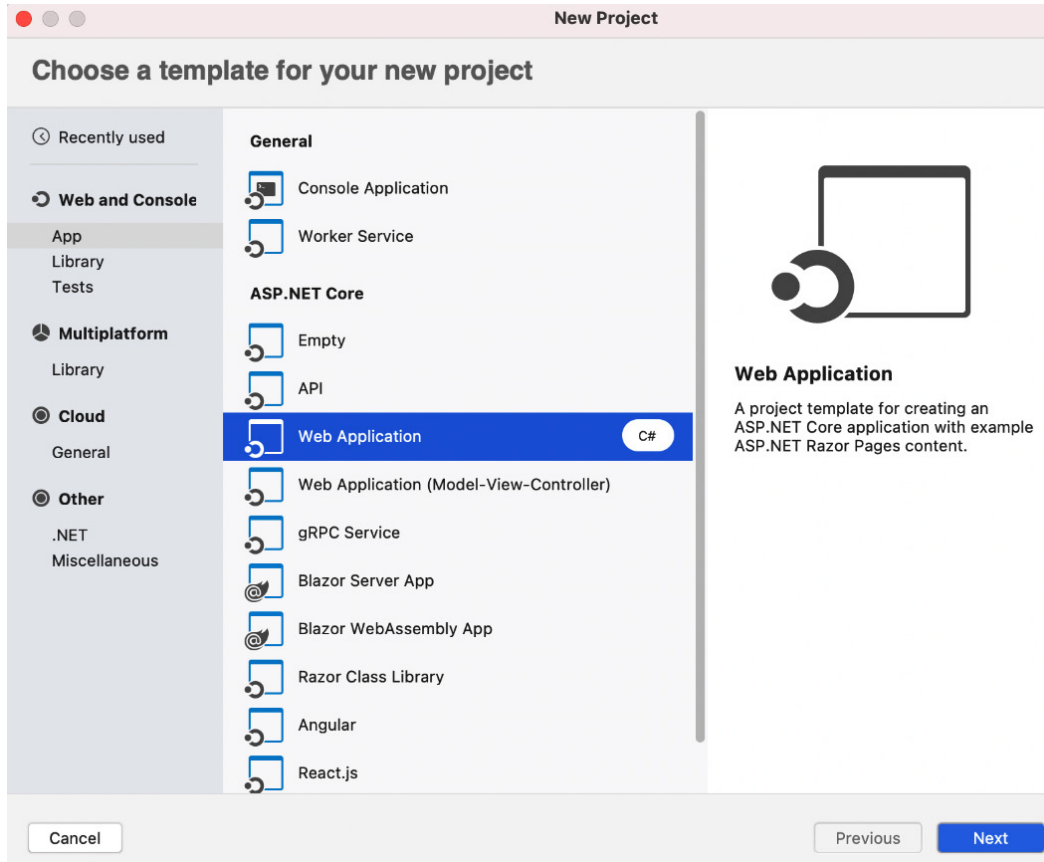 New Project
Choose a template for your new project
Recently used
Web and Console
App
Library
Tests
Multiplatform
Library
Cloud
General
Other
.NET
Miscellaneous
General
Console Application
Worker Service
ASP.NET Core
Empty
API
Web Application
C#
Web Application (Model-View-Controller)
gRPC Service
Blazor Server App
Blazor WebAssembly App
Razor Class Library
Angular
React.js
Web Application
A project template for creating an
ASP.NET Core application with example
ASP.NET Razor Pages content.
Cancel
Previous
Next